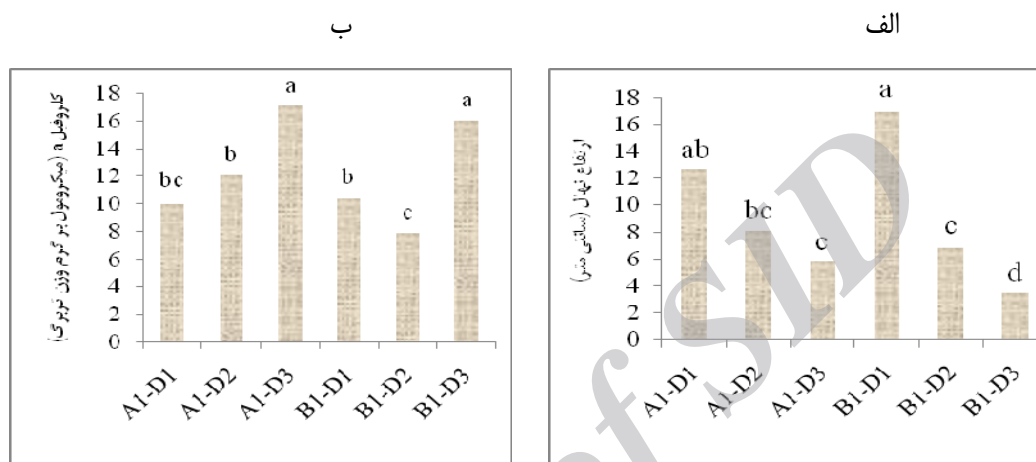 الف
ارتفاع نهال (سانتی متر)
18
16
14
12
10
8
6
4
2
0
ab
bc
c
a
c
d
A1-D1
A1-D2
A1-D3
B1-D1
B1-D2
B1-D3
ب
کلروفیل a (میکرومول بر گرم وزن تر برگ)
18
16
14
12
10
8
6
4
2
0
bc
b
a
b
c
a
A1-D1
A1-D2
A1-D3
B1-D1
B1-D2
B1-D3
of SID